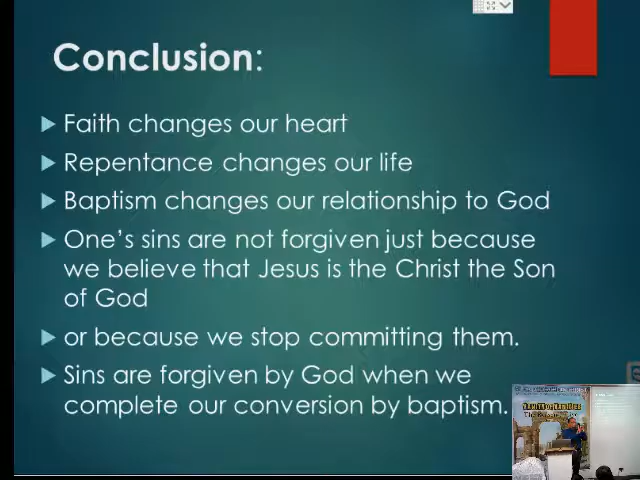 Conclusion:
Faith changes our heart
Repentance changes our life
Baptism changes our relationship to God
One's sins are not forgiven just because
we believe that Jesus is the Christ the Son
of God
or because we stop committing them.
Sins are forgiven by God when we
complete our conversion by baptism.